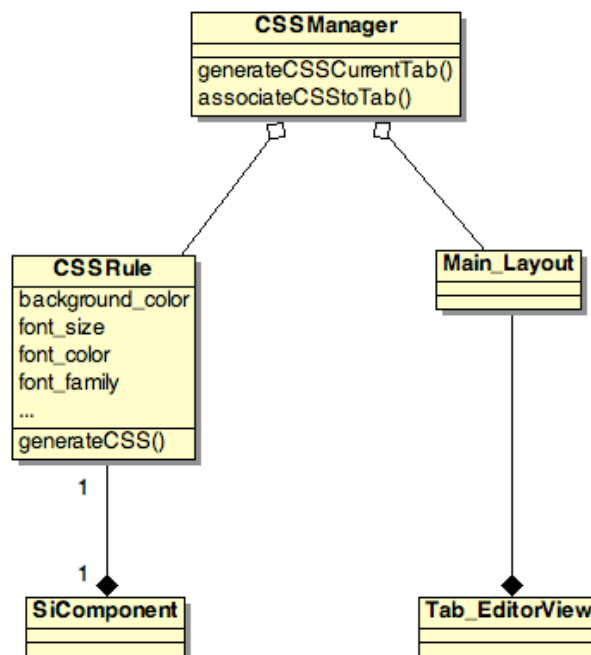 CSSManager
generateCSSCurrentTab()
associateCSStoTab()
CSSRule
background_color
font_size
font_color
font_family
...
generateCSS()
Main_Layout
1
1
SiComponent
Tab_EditorView